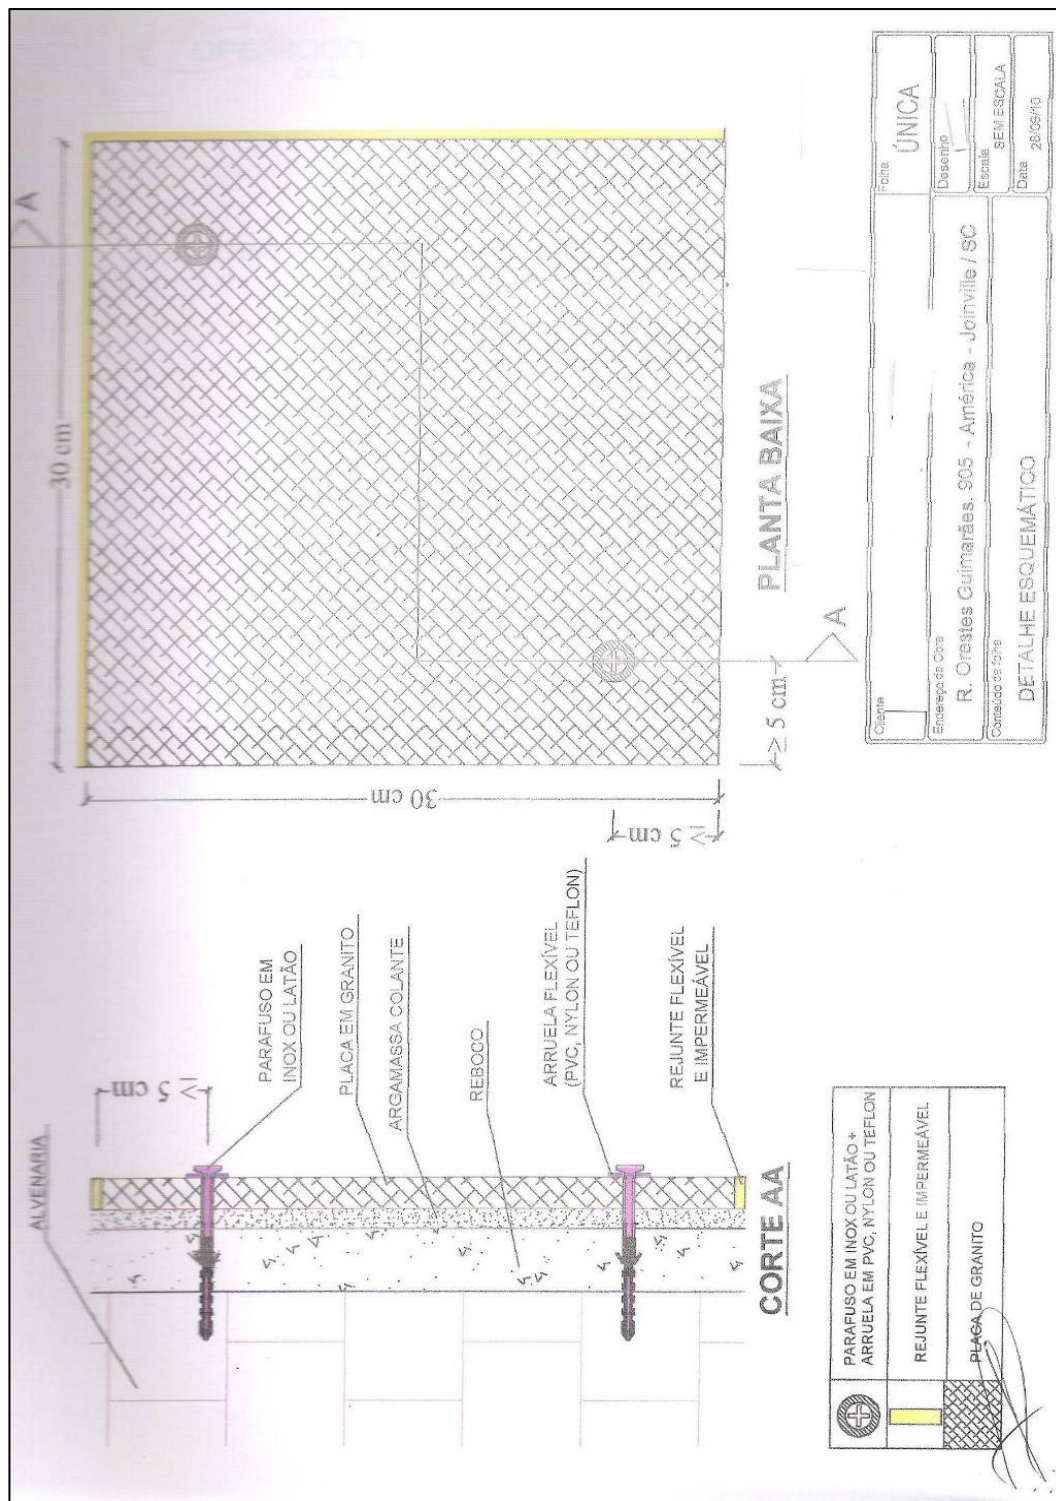 ALVENARIA
≥ 5 cm
PARAFUSO EM
INOX OU LATÃO
PLACA EM GRANITO
ARGAMASSA COLANTE
REBOCO
ARRUELA FLEXÍVEL
(PVC, NYLON OU TEFLON)
REJUNTE FLEXÍVEL
E IMPERMEÁVEL
CORTE AA
30 cm
A
30 cm
≥ 5 cm
≥ 5 cm
A
PLANTA BAIXA
PARAFUSO EM INOX OU LATÃO +
ARRUELA EM PVC, NYLON OU TEFLON
REJUNTE FLEXÍVEL E IMPERMEÁVEL
PLACA DE GRANITO
Cliente
Folha
ÚNICA
Endereço da Obra
R. Orestes Guimarães, 905 - América - Joinville / SC
Desenho
Conteúdo da folha
DETALHE ESQUEMÁTICO
Escala
SEM ESCALA
Data
28/09/10